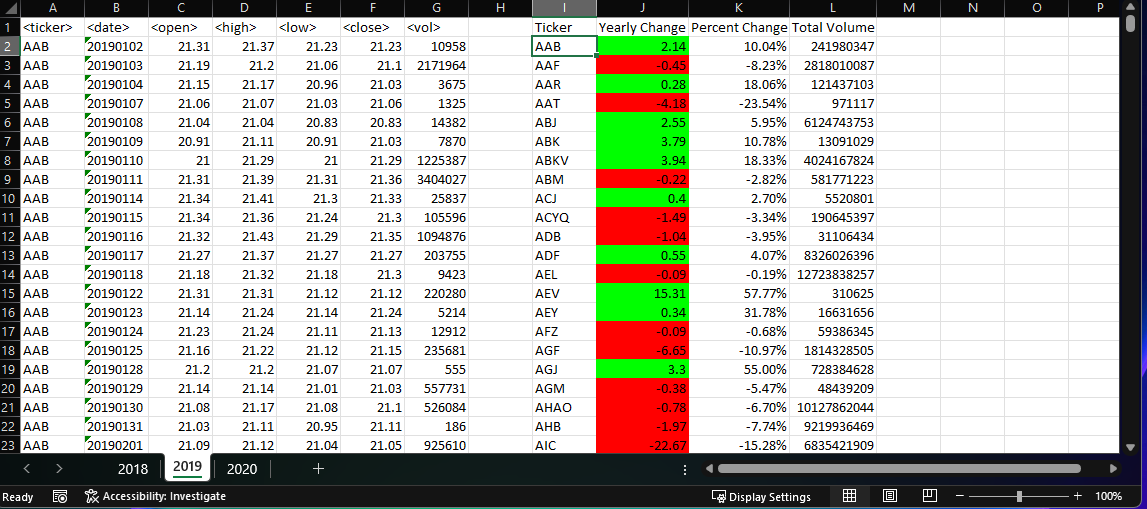 A B C D E F G H I J K L M N O P
1 <ticker> <date> <open> <high> <low> <close> <vol> Ticker Yearly Change Percent Change Total Volume
2 AAB 20190102 21.31 21.37 21.23 21.23 10958 AAB 2.14 10.04% 241980347
3 AAB 20190103 21.19 21.2 21.06 21.1 2171964 AAF -0.45 -8.23% 2818010087
4 AAB 20190104 21.15 21.17 20.96 21.03 3675 AAR 0.28 18.06% 121437103
5 AAB 20190107 21.06 21.07 21.03 21.06 1325 AAT -4.18 -23.54% 971117
6 AAB 20190108 21.04 21.04 20.83 20.83 14382 ABJ 2.55 5.95% 6124743753
7 AAB 20190109 20.91 21.11 20.91 21.03 7870 ABK 3.79 10.78% 13091029
8 AAB 20190110 21 21.29 21 21.29 1225387 ABKV 3.94 18.33% 4024167824
9 AAB 20190111 21.31 21.39 21.31 21.36 3404027 ABM -0.22 -2.82% 581771223
10 AAB 20190114 21.34 21.41 21.3 21.33 25837 ACJ 0.4 2.70% 5520801
11 AAB 20190115 21.34 21.36 21.24 21.3 105596 ACYQ -1.49 -3.34% 190645397
12 AAB 20190116 21.32 21.43 21.29 21.35 1094876 ADB -1.04 -3.95% 31106434
13 AAB 20190117 21.27 21.37 21.27 21.27 203755 ADF 0.55 4.07% 8326026396
14 AAB 20190118 21.18 21.32 21.18 21.3 9423 AEL -0.09 -0.19% 12723838257
15 AAB 20190122 21.31 21.31 21.12 21.12 220280 AEV 15.31 57.77% 310625
16 AAB 20190123 21.14 21.24 21.14 21.24 5214 AEY 0.34 31.78% 16631656
17 AAB 20190124 21.23 21.24 21.11 21.13 12912 AFZ -0.09 -0.68% 59386345
18 AAB 20190125 21.16 21.22 21.12 21.15 235681 AGF -6.65 -10.97% 1814328505
19 AAB 20190128 21.2 21.2 21.01 21.07 555 AGJ 3.3 55.00% 728384628
20 AAB 20190129 21.14 21.14 21.01 21.03 557731 AGM -0.38 -5.47% 48439209
21 AAB 20190130 21.08 21.17 21.08 21.1 526084 AHAO -0.78 -6.70% 10127862044
22 AAB 20190131 21.03 21.11 20.95 21.11 186 AHB -1.97 -7.74% 9219936469
23 AAB 20190201 21.09 21.12 21.04 21.05 925610 AIC -22.67 -15.28% 6835421909
2018 2019 2020
Ready Accessibility: Investigate Display Settings 100%